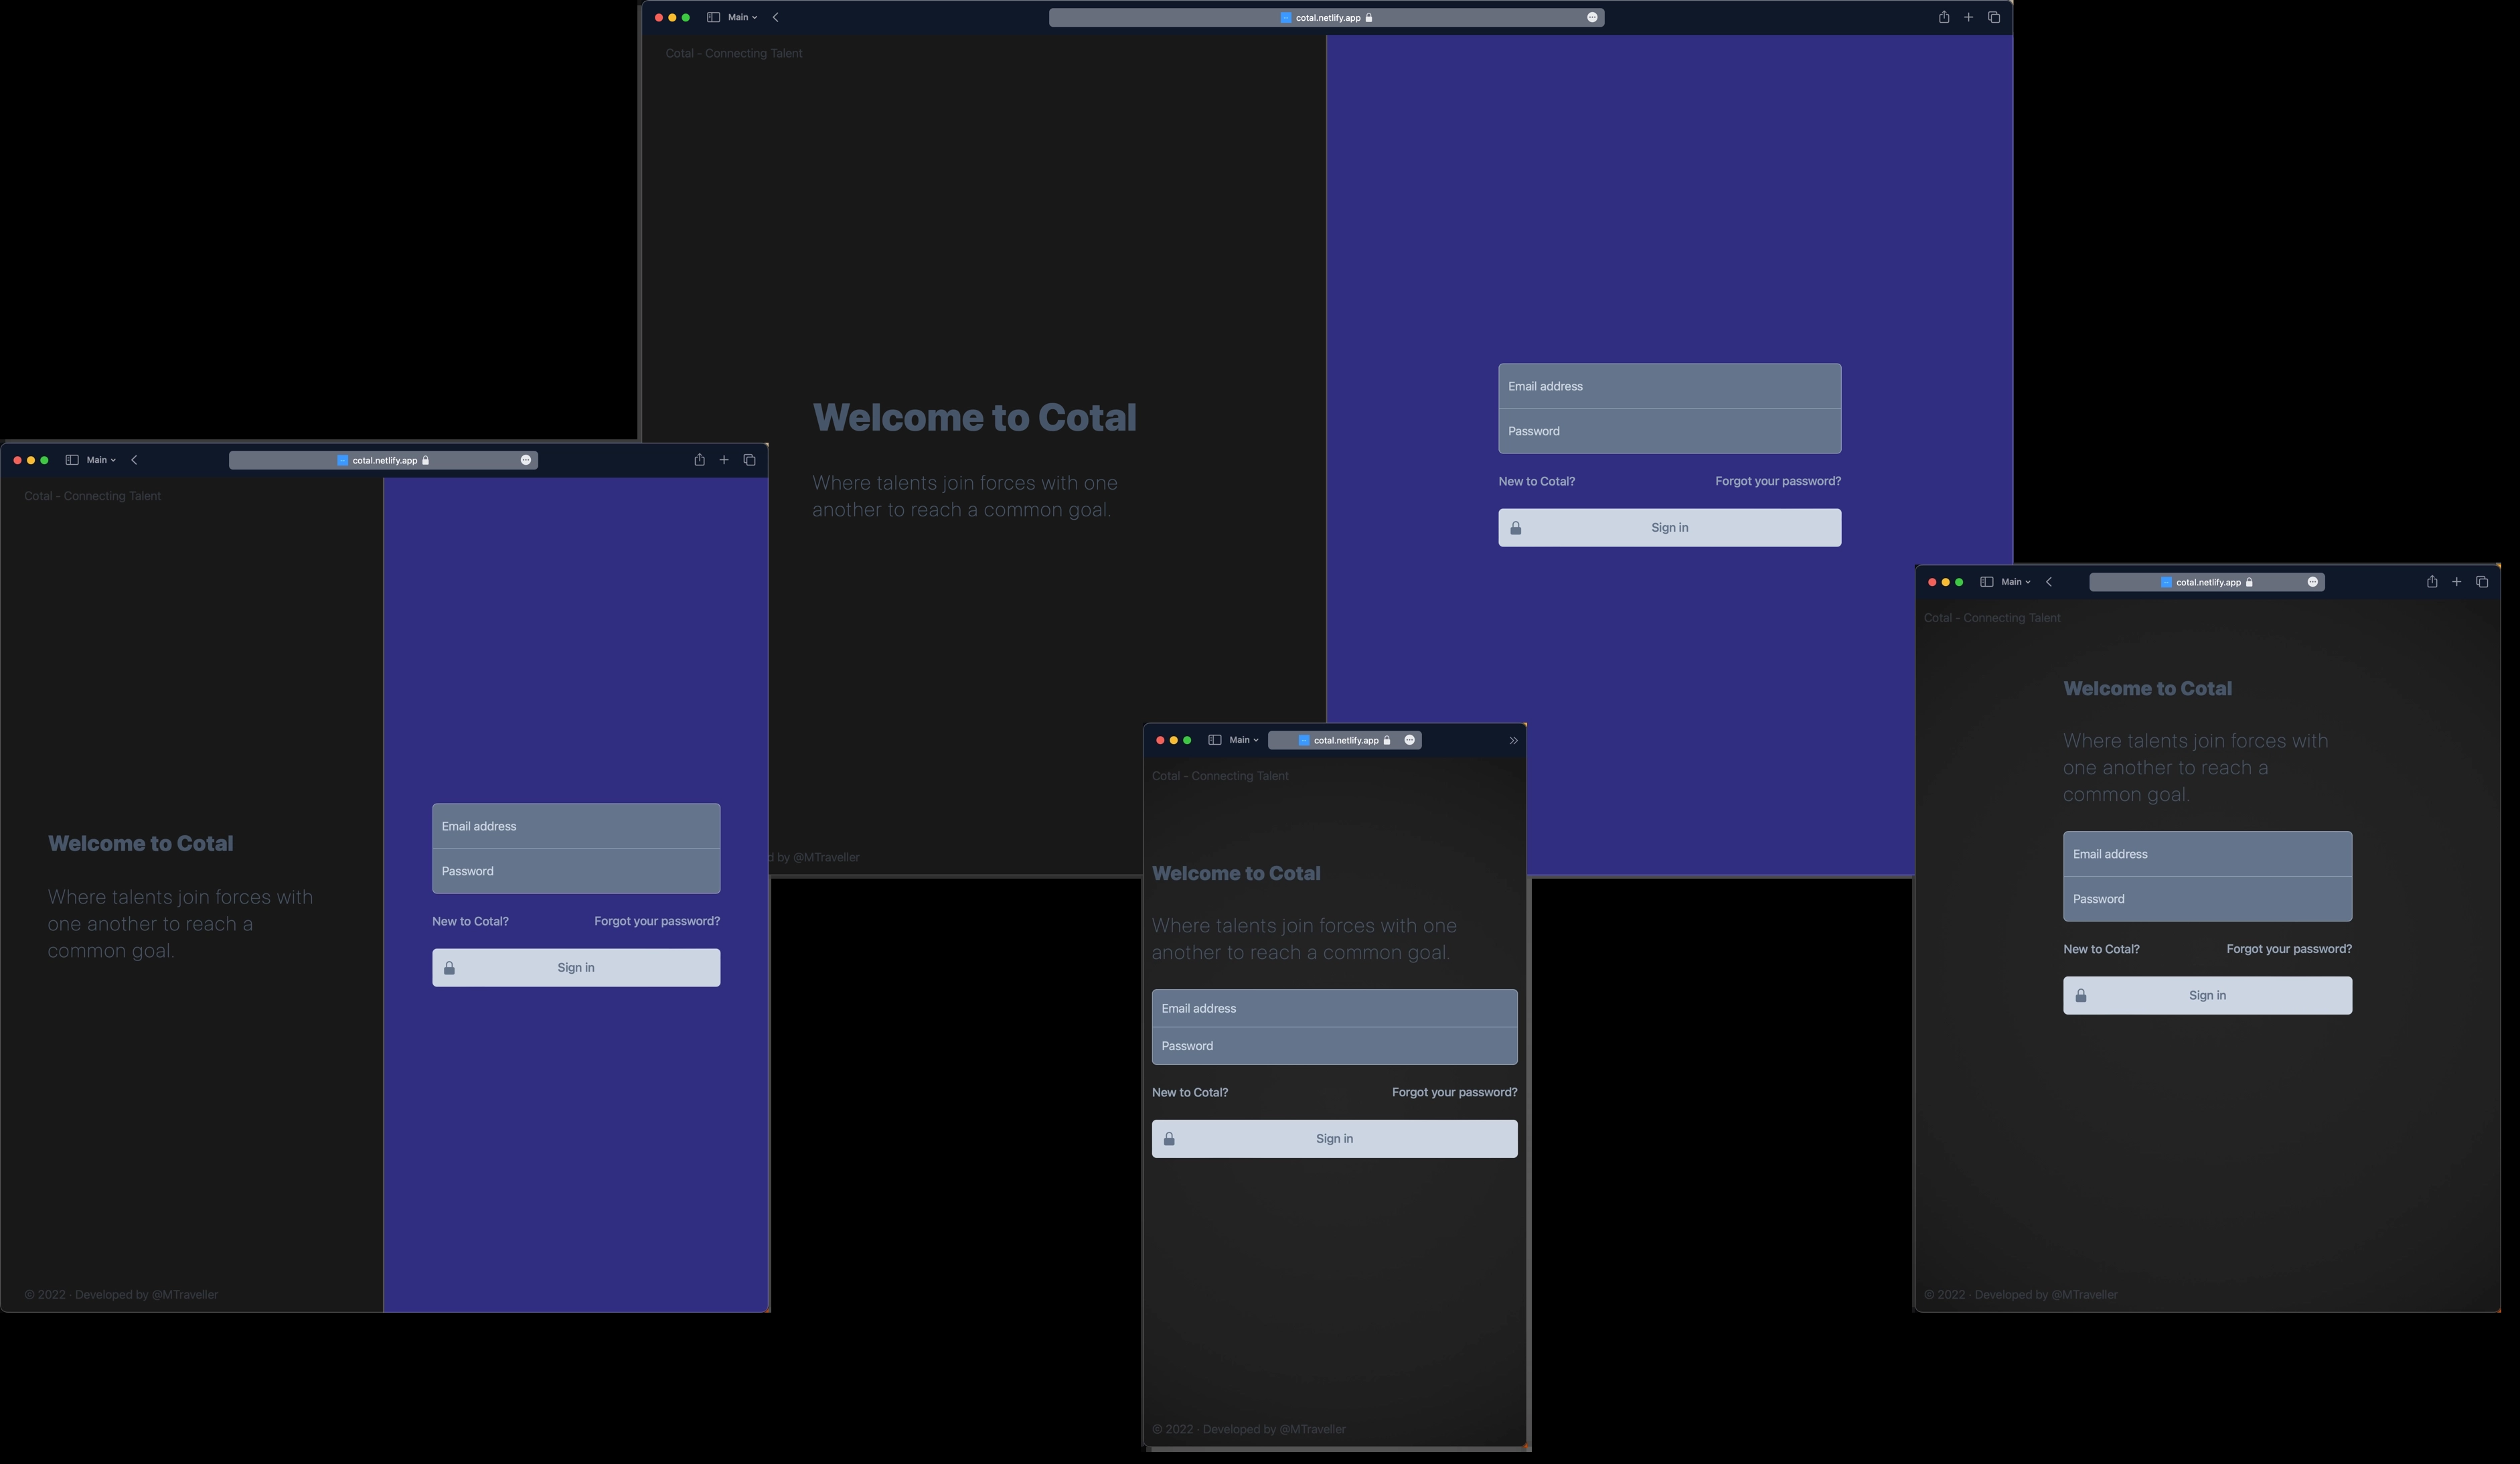 Main
cotal.netlify.app
Cotal - Connecting Talent
Welcome to Cotal
Where talents join forces with one
another to reach a common goal.
d by @MTraveller
Email address
Password
New to Cotal? Forgot your password?
Sign in
Main
cotal.netlify.app
Cotal - Connecting Talent
Welcome to Cotal
Where talents join forces with
one another to reach a
common goal.
© 2022 · Developed by @MTraveller
Email address
Password
New to Cotal? Forgot your password?
Sign in
Main
cotal.netlify.app
Cotal - Connecting Talent
Welcome to Cotal
Where talents join forces with one
another to reach a common goal.
Email address
Password
New to Cotal? Forgot your password?
Sign in
© 2022 · Developed by @MTraveller
Main
cotal.netlify.app
Cotal - Connecting Talent
Welcome to Cotal
Where talents join forces with
one another to reach a
common goal.
Email address
Password
New to Cotal? Forgot your password?
Sign in
© 2022 · Developed by @MTraveller